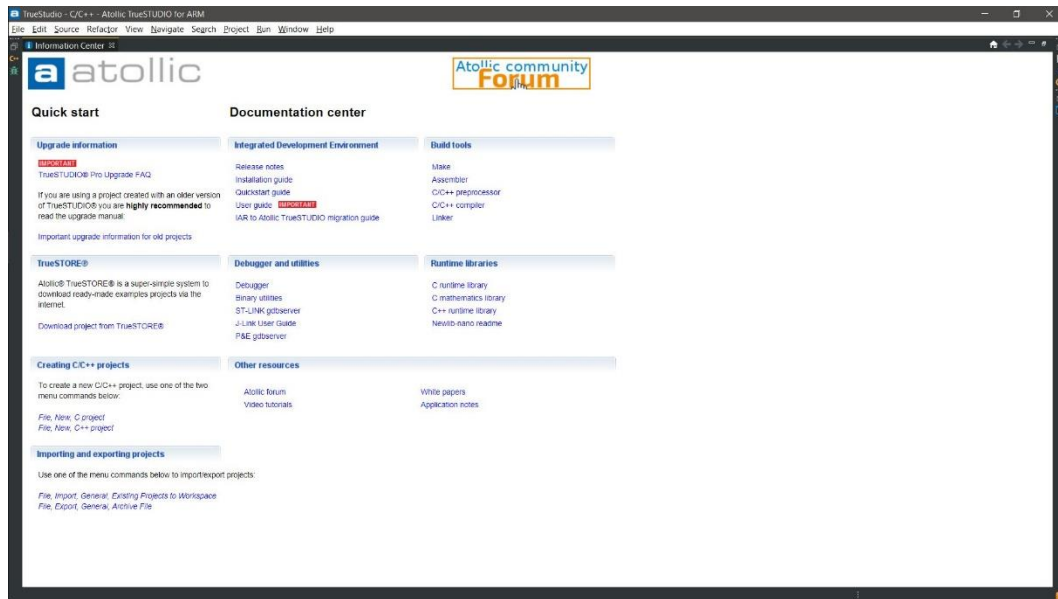 TrueStudio - C/C++ - Atollic TrueSTUDIO for ARM
File Edit Source Refactor View Navigate Search Project Run Window Help
Information Center
a atollic
Atollic community
Forum
Quick start
Documentation center
Upgrade information
IMPORTANT
TrueSTUDIO® Pro Upgrade FAQ
If you are using a project created with an older version
of TrueSTUDIO® you are highly recommended to
read the upgrade manual:
Important upgrade information for old projects
Integrated Development Environment
Release notes
Installation guide
Quickstart guide
User guide IMPORTANT
IAR to Atollic TrueSTUDIO migration guide
Build tools
Make
Assembler
C/C++ preprocessor
C/C++ compiler
Linker
TrueSTORE®
Atollic® TrueSTORE® is a super-simple system to
download ready-made examples projects via the
internet.
Download project from TrueSTORE®
Debugger and utilities
Debugger
Binary utilities
ST-LINK gdbserver
J-Link User Guide
P&E gdbserver
Runtime libraries
C runtime library
C mathematics library
C++ runtime library
Newlib-nano readme
Creating C/C++ projects
To create a new C/C++ project, use one of the two
menu commands below:
File, New, C project
File, New, C++ project
Other resources
Atollic forum
Video tutorials
White papers
Application notes
Importing and exporting projects
Use one of the menu commands below to import/export projects:
File, Import, General, Existing Projects to Workspace
File, Export, General, Archive File